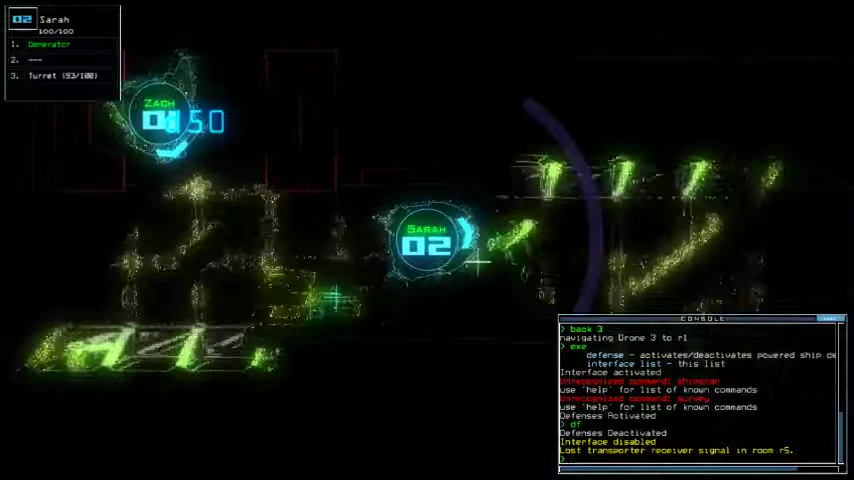 02 Sarah
100/100
1. Generator
2. ---
3. Turret (93/100)
ZACH
d50
SARAH
02
CONSOLE
> back 3
navigating Drone 3 to r1
> exe
defense - activates/deactivates powered ship de
interface list - this list
Interface activated
Unrecognized command: shipscan
use 'help' for list of known commands
Unrecognized command: survey
use 'help' for list of known commands
Defenses Activated
> df
Defenses Deactivated
Interface disabled
Lost transporter receiver signal in room r5.
>